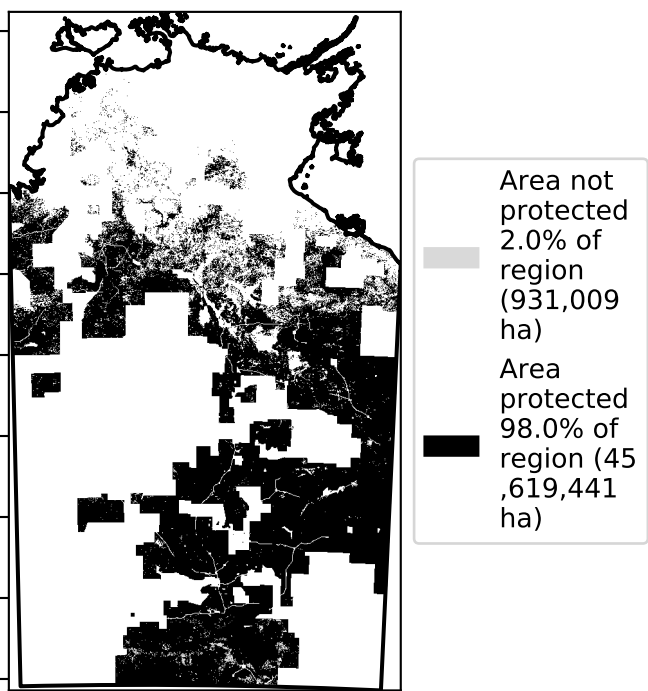 Area not
protected
2.0% of
region
(931,009
ha)
Area
protected
98.0% of
region (45
,619,441
ha)